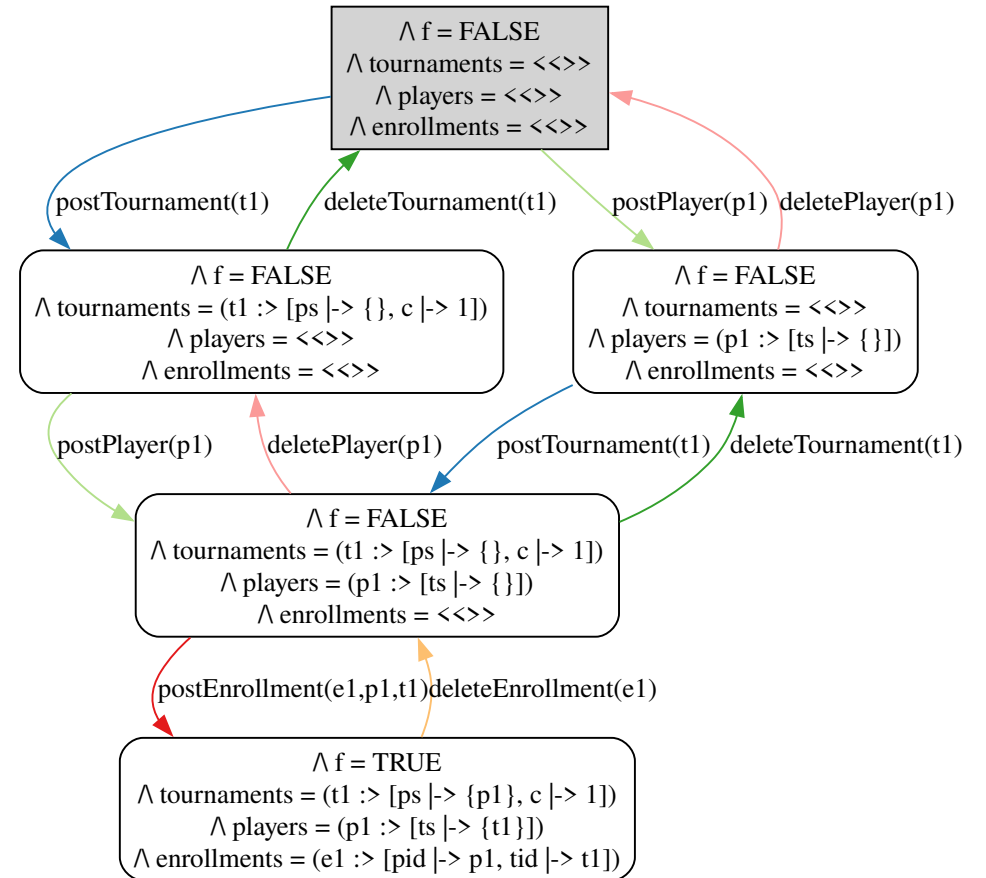 /\ f = FALSE
/\ tournaments = <<>>
/\ players = <<>>
/\ enrollments = <<>>
postTournament(t1)
deleteTournament(t1)
postPlayer(p1)
deletePlayer(p1)
/\ f = FALSE
/\ tournaments = (t1 :> [ps |-> {}, c |-> 1])
/\ players = <<>>
/\ enrollments = <<>>
/\ f = FALSE
/\ tournaments = <<>>
/\ players = (p1 :> [ts |-> {}])
/\ enrollments = <<>>
postPlayer(p1)
deletePlayer(p1)
postTournament(t1)
deleteTournament(t1)
/\ f = FALSE
/\ tournaments = (t1 :> [ps |-> {}, c |-> 1])
/\ players = (p1 :> [ts |-> {}])
/\ enrollments = <<>>
postEnrollment(e1,p1,t1)
deleteEnrollment(e1)
/\ f = TRUE
/\ tournaments = (t1 :> [ps |-> {p1}, c |-> 1])
/\ players = (p1 :> [ts |-> {t1}])
/\ enrollments = (e1 :> [pid |-> p1, tid |-> t1])